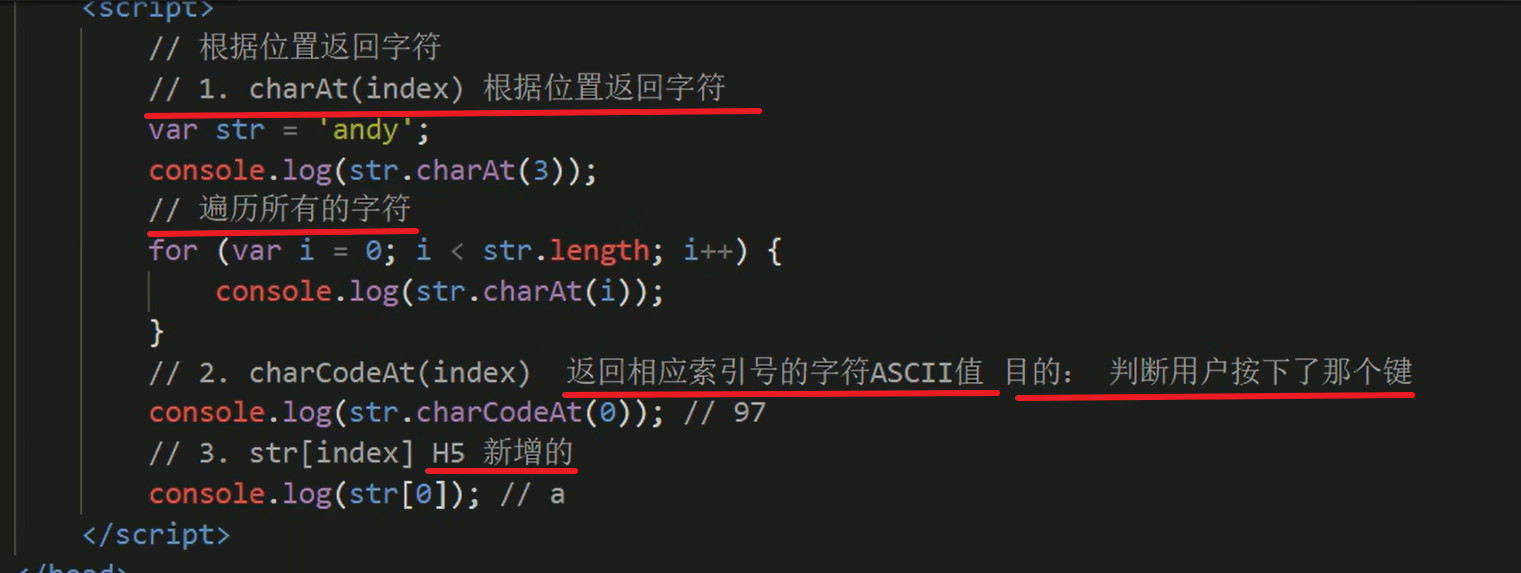 <script>
// 根据位置返回字符
// 1. charAt(index) 根据位置返回字符
var str = 'andy';
console.log(str.charAt(3));
// 遍历所有的字符
for (var i = 0; i < str.length; i++) {
console.log(str.charAt(i));
}
// 2. charCodeAt(index) 返回相应索引号的字符ASCII值 目的： 判断用户按下了那个键
console.log(str.charCodeAt(0)); // 97
// 3. str[index] H5 新增的
console.log(str[0]); // a
</script>
</head>